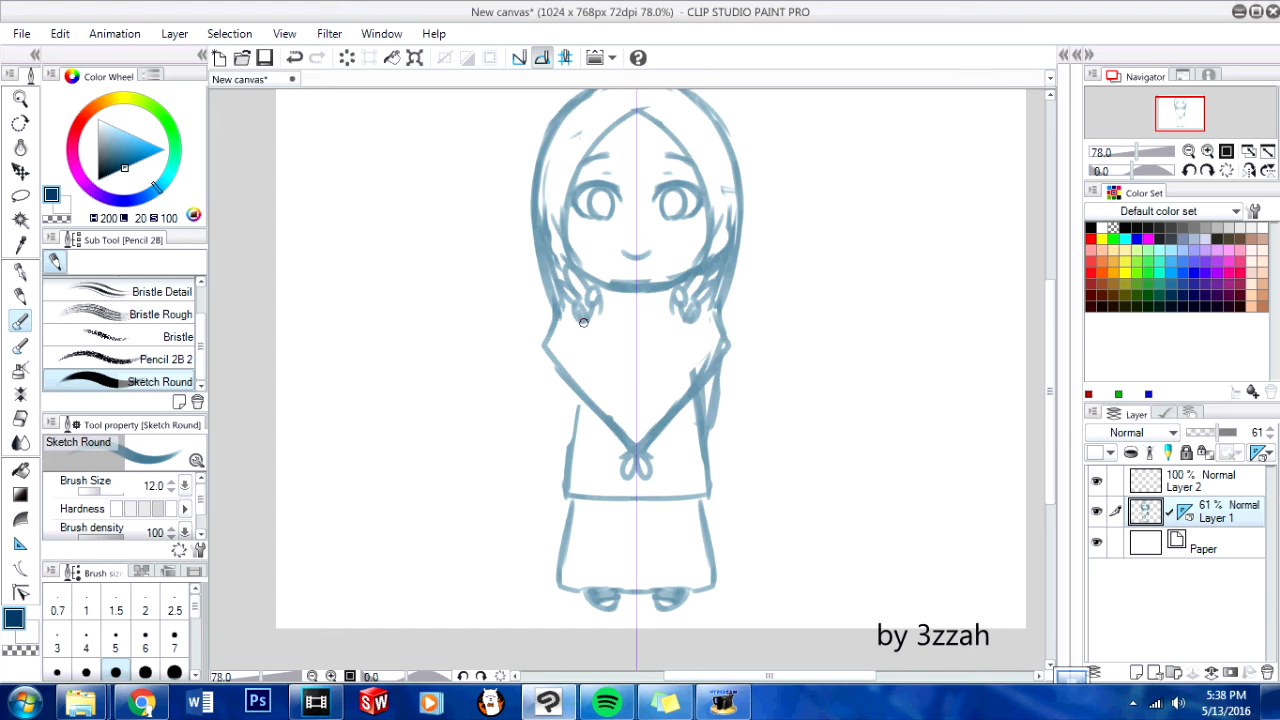 New canvas* (1024 x 768px 72dpi 78.0%) - CLIP STUDIO PAINT PRO
File Edit Animation Layer Selection View Filter Window Help
New canvas*
Color Wheel
200 20 100
Sub Tool [Pencil 2B]
Bristle Detail
Bristle Rough
Bristle
Pencil 2B 2
Sketch Round
Tool property [Sketch Round]
Sketch Round
Brush Size 12.0
Hardness
Brush density 100
Brush size
0.7 1 1.5 2 2.5
3 4 5 6 7
78.0 0.0
Navigator
78.0
0.0
Color Set
Default color set
Layer
Normal 61
100 % Normal
Layer 2
61 % Normal
Layer 1
Paper
by 3zzah
Ps
SW
5:38 PM
5/13/2016